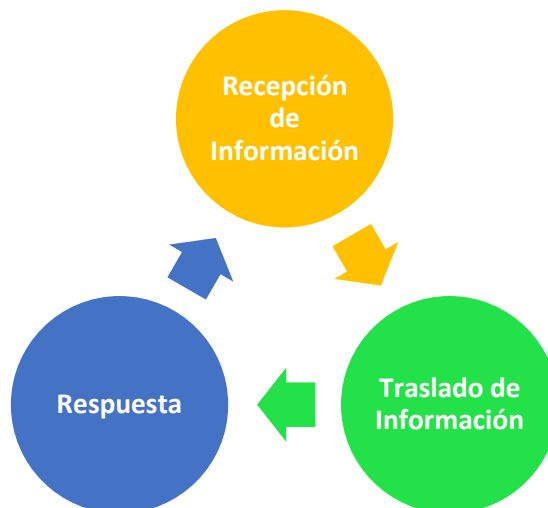 Recepción
de
Información
Traslado de
Información
Respuesta